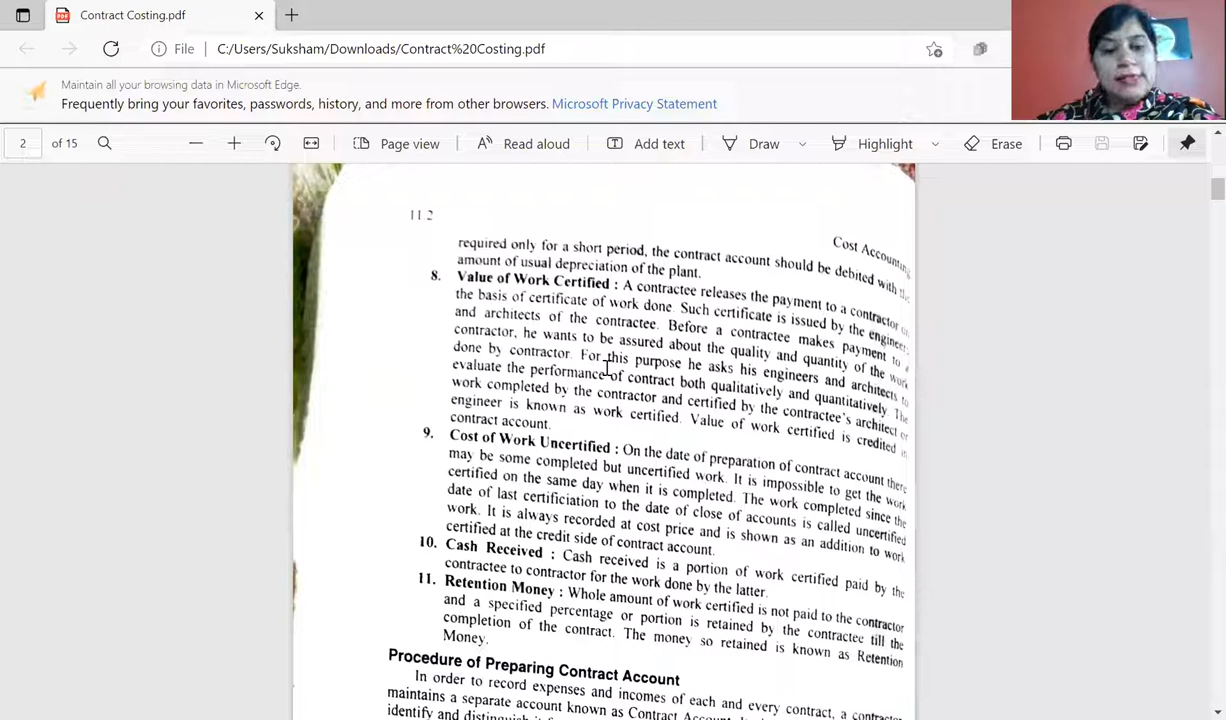 Contract Costing.pdf
File
C:/Users/Suksham/Downloads/Contract%20Costing.pdf
Maintain all your browsing data in Microsoft Edge.
Frequently bring your favorites, passwords, history, and more from other browsers. Microsoft Privacy Statement
2 of 15
Page view
Read aloud
Add text
Draw
Highlight
Erase
11.2
Cost Accounting
required only for a short period, the contract account should be debited with the
amount of usual depreciation of the plant.
8. Value of Work Certified : A contractee releases the payment to a contractor on
the basis of certificate of work done. Such certificate is issued by the engineers
and architects of the contractee. Before a contractee makes payment to a
contractor, he wants to be assured about the quality and quantity of the work
done by contractor. For this purpose he asks his engineers and architects to
evaluate the performance of contract both qualitatively and quantitatively. The
work completed by the contractor and certified by the contractee's architect or
engineer is known as work certified. Value of work certified is credited in
contract account.
9. Cost of Work Uncertified : On the date of preparation of contract account there
may be some completed but uncertified work. It is impossible to get the work
certified on the same day when it is completed. The work completed since the
date of last certificiation to the date of close of accounts is called uncertified
work. It is always recorded at cost price and is shown as an addition to work
certified at the credit side of contract account.
10. Cash Received : Cash received is a portion of work certified paid by the
contractee to contractor for the work done by the latter.
11. Retention Money : Whole amount of work certified is not paid to the contractor
and a specified percentage or portion is retained by the contractee till the
completion of the contract. The money so retained is known as Retention
Money.
Procedure of Preparing Contract Account
In order to record expenses and incomes of each and every contract, a
maintains a separate account known as Contract
identify and